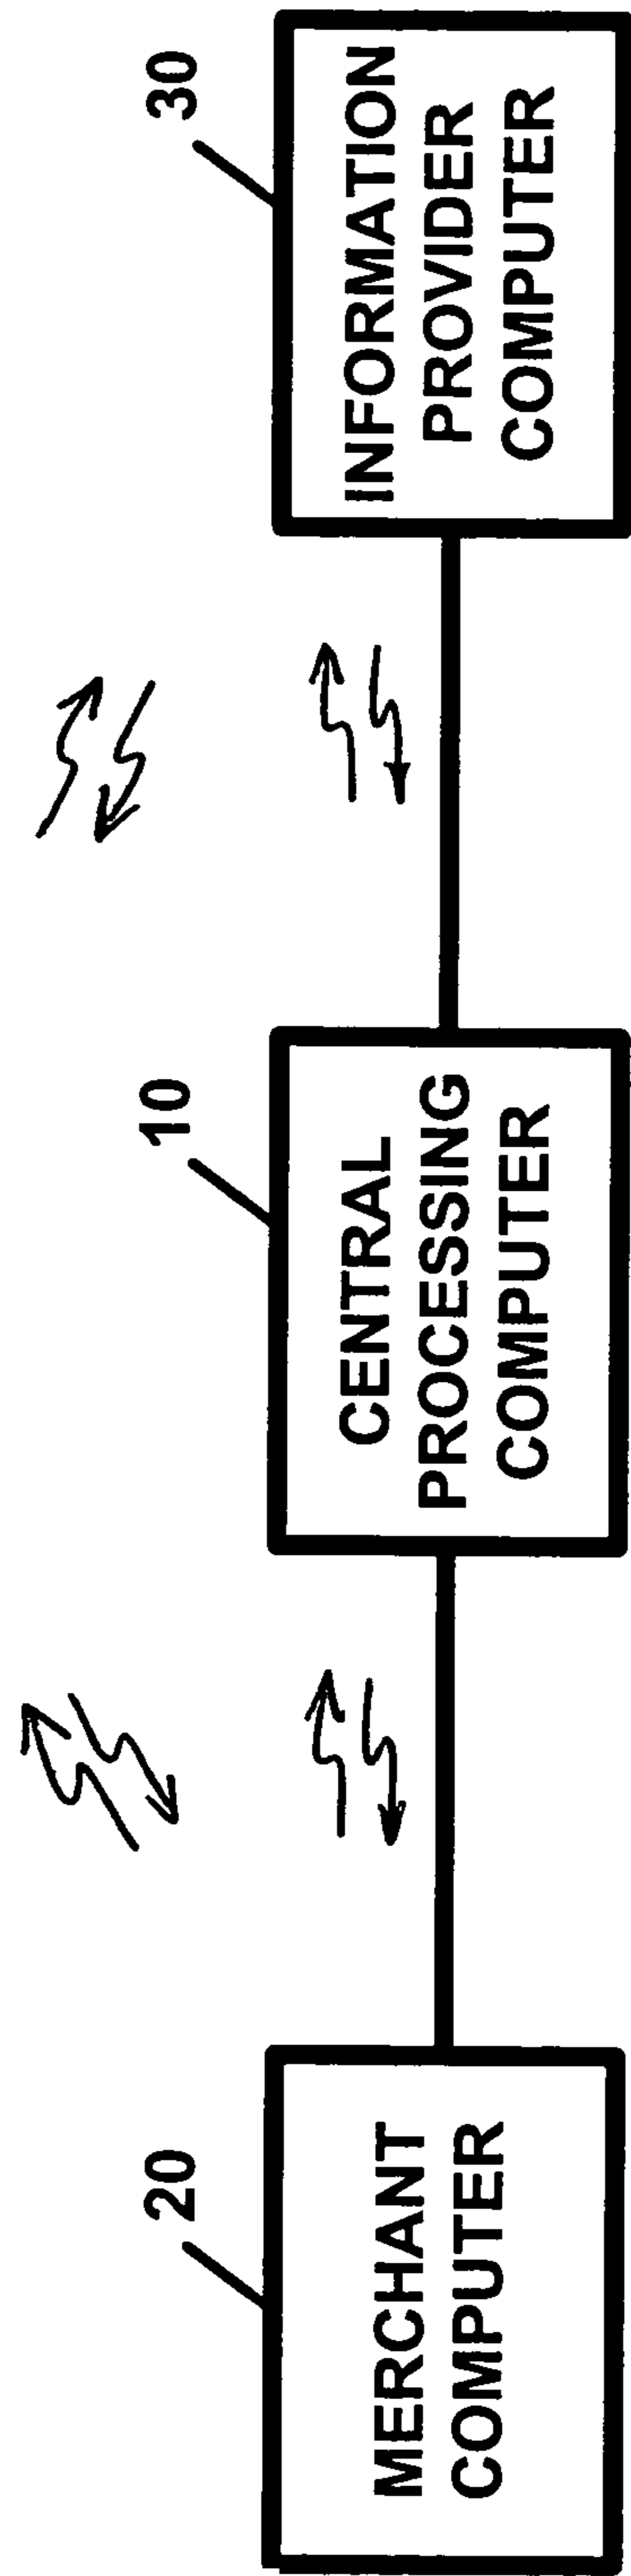 20
MERCHANT
COMPUTER
10
CENTRAL
PROCESSING
COMPUTER
30
INFORMATION
PROVIDER
COMPUTER